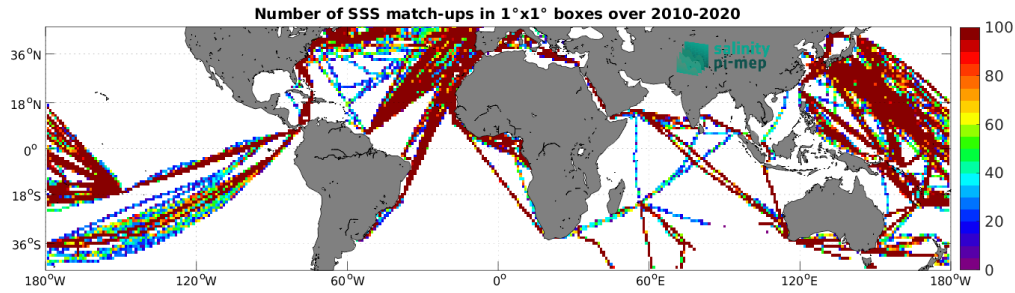 Number of SSS match-ups in 1°x1° boxes over 2010-2020
salinity
pi-mep
36°N
18°N
0°
18°S
36°S
180°W
120°W
60°W
0°
60°E
120°E
180°W
100
80
60
40
20
0